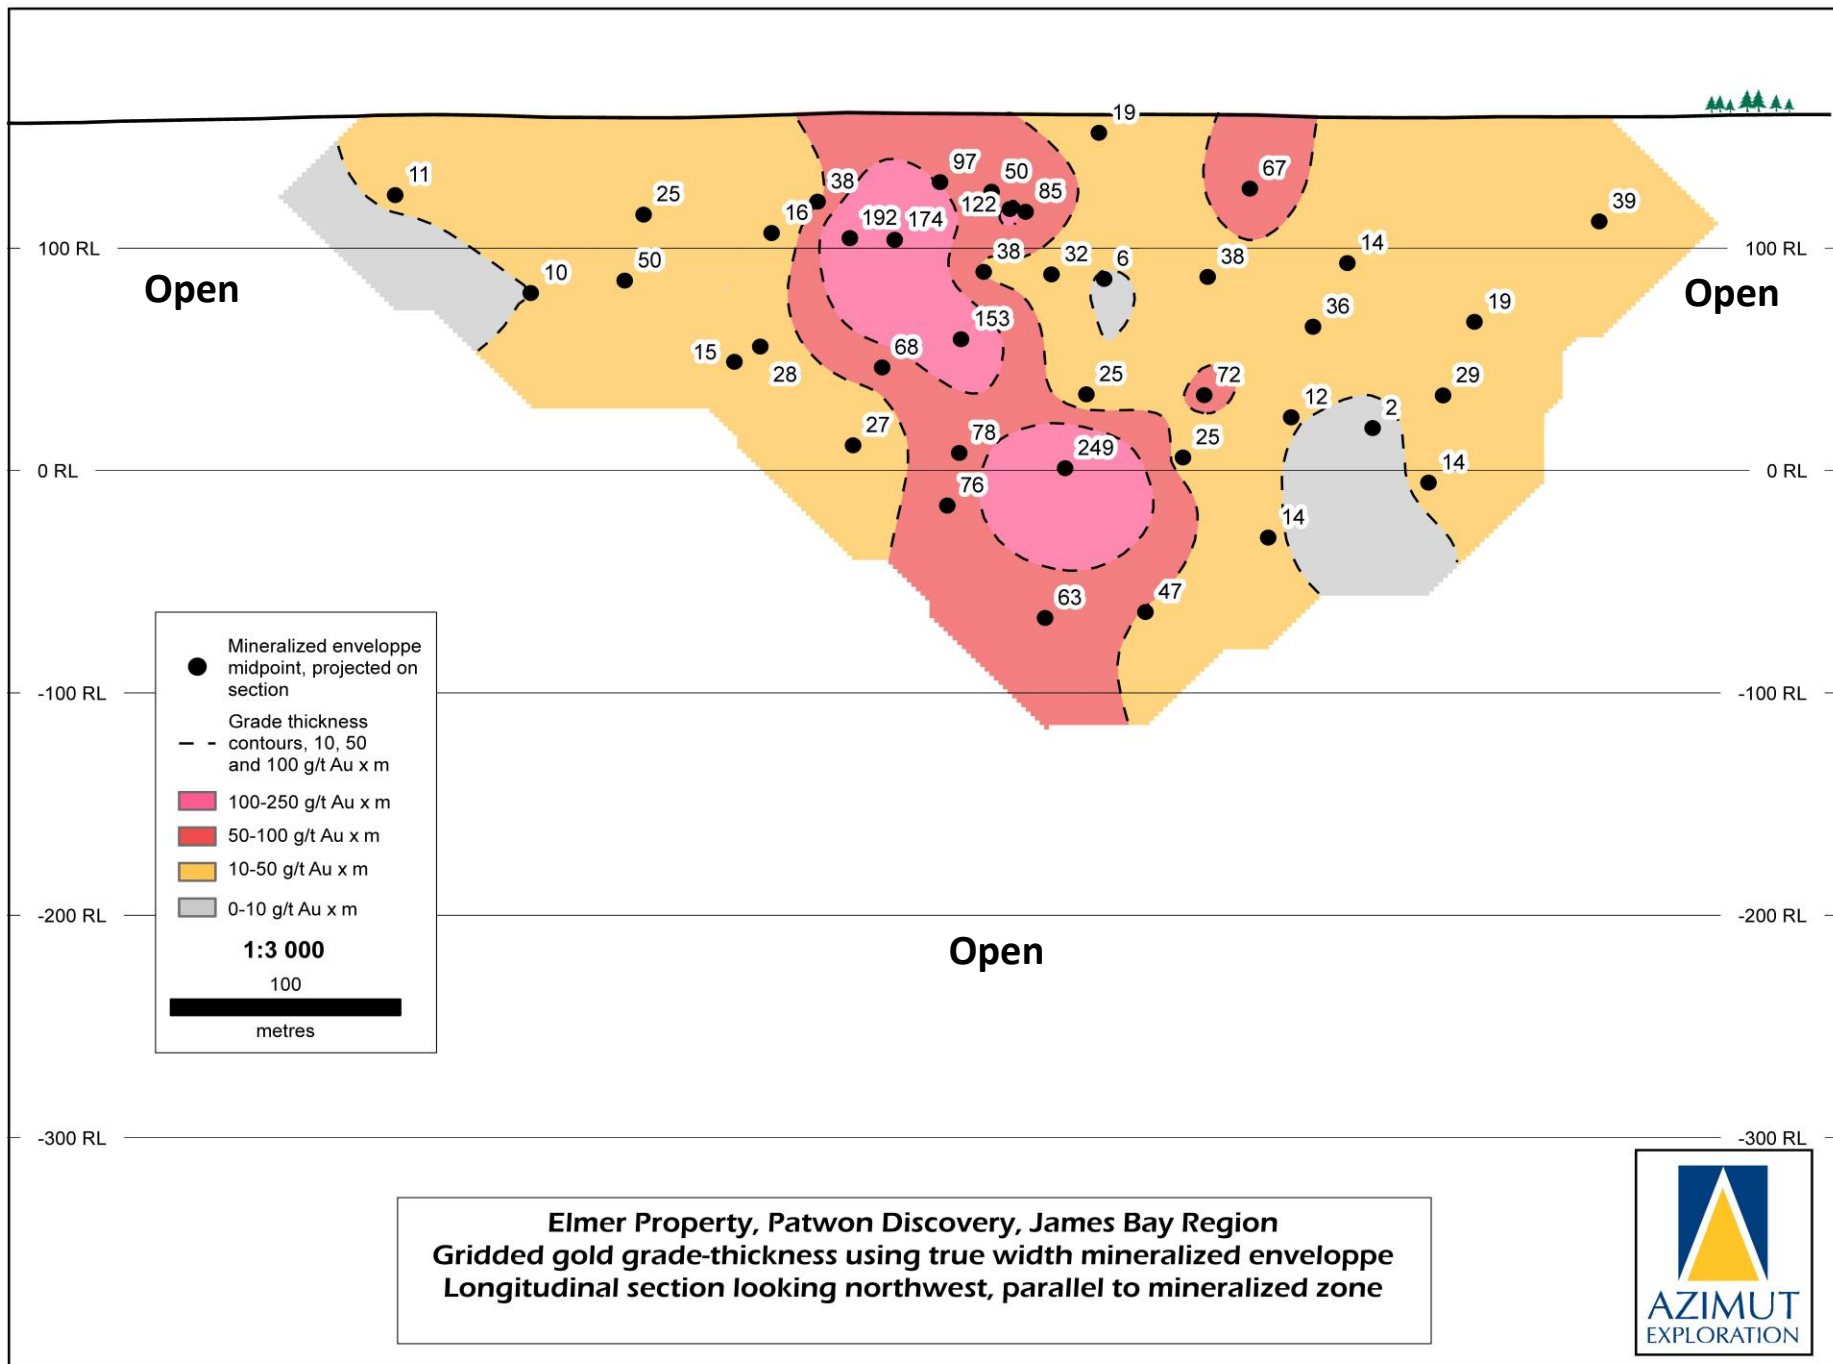 19
11
25
38
97
50
85
67
39
16
192
174
122
100 RL
100 RL
Open
10
50
38
32
6
38
14
Open
15
28
68
153
36
19
25
72
12
2
29
27
78
249
25
14
0 RL
0 RL
76
14
63
47
-100 RL
-100 RL
-200 RL
-200 RL
Open
-300 RL
-300 RL
Mineralized enveloppe
midpoint, projected on
section
Grade thickness
contours, 10, 50
and 100 g/t Au x m
100-250 g/t Au x m
50-100 g/t Au x m
10-50 g/t Au x m
0-10 g/t Au x m
1:3 000
100
metres
Elmer Property, Patwon Discovery, James Bay Region
Gridded gold grade-thickness using true width mineralized enveloppe
Longitudinal section looking northwest, parallel to mineralized zone
AZIMUT
EXPLORATION